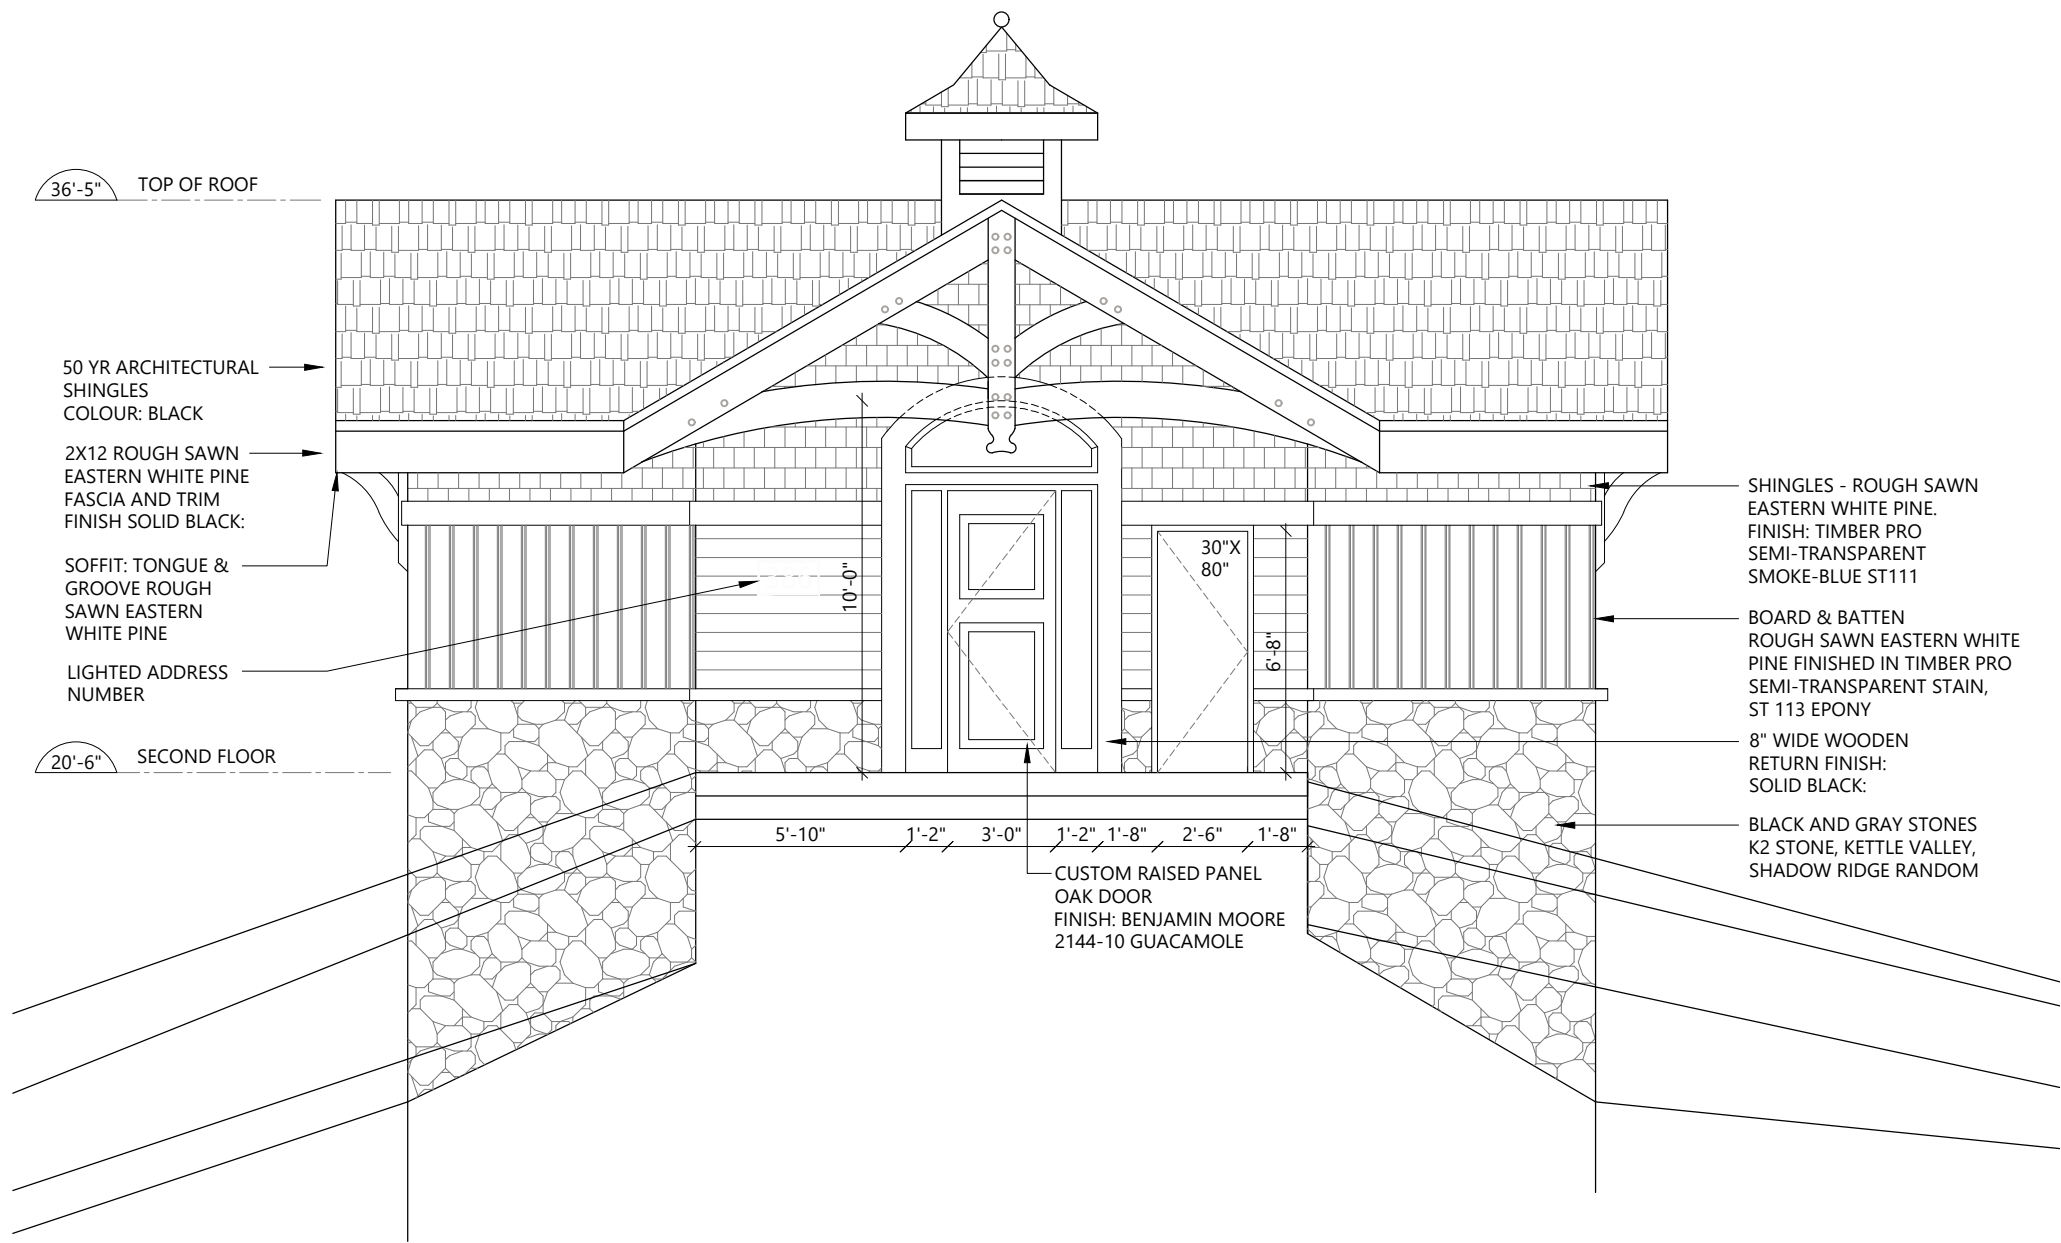 36'-5"
TOP OF ROOF
50 YR ARCHITECTURAL
SHINGLES
COLOUR: BLACK
2X12 ROUGH SAWN
EASTERN WHITE PINE
FASCIA AND TRIM
FINISH SOLID BLACK:
SOFFIT: TONGUE &
GROOVE ROUGH
SAWN EASTERN
WHITE PINE
LIGHTED ADDRESS
NUMBER
20'-6"
SECOND FLOOR
10'-0"
30"X
80"
6'-8"
5'-10"
1'-2"
3'-0"
1'-2"
1'-8"
2'-6"
1'-8"
CUSTOM RAISED PANEL
OAK DOOR
FINISH: BENJAMIN MOORE
2144-10 GUACAMOLE
SHINGLES - ROUGH SAWN
EASTERN WHITE PINE.
FINISH: TIMBER PRO
SEMI-TRANSPARENT
SMOKE-BLUE ST111
BOARD & BATTEN
ROUGH SAWN EASTERN WHITE
PINE FINISHED IN TIMBER PRO
SEMI-TRANSPARENT STAIN,
ST 113 EPONY
8" WIDE WOODEN
RETURN FINISH:
SOLID BLACK:
BLACK AND GRAY STONES
K2 STONE, KETTLE VALLEY,
SHADOW RIDGE RANDOM